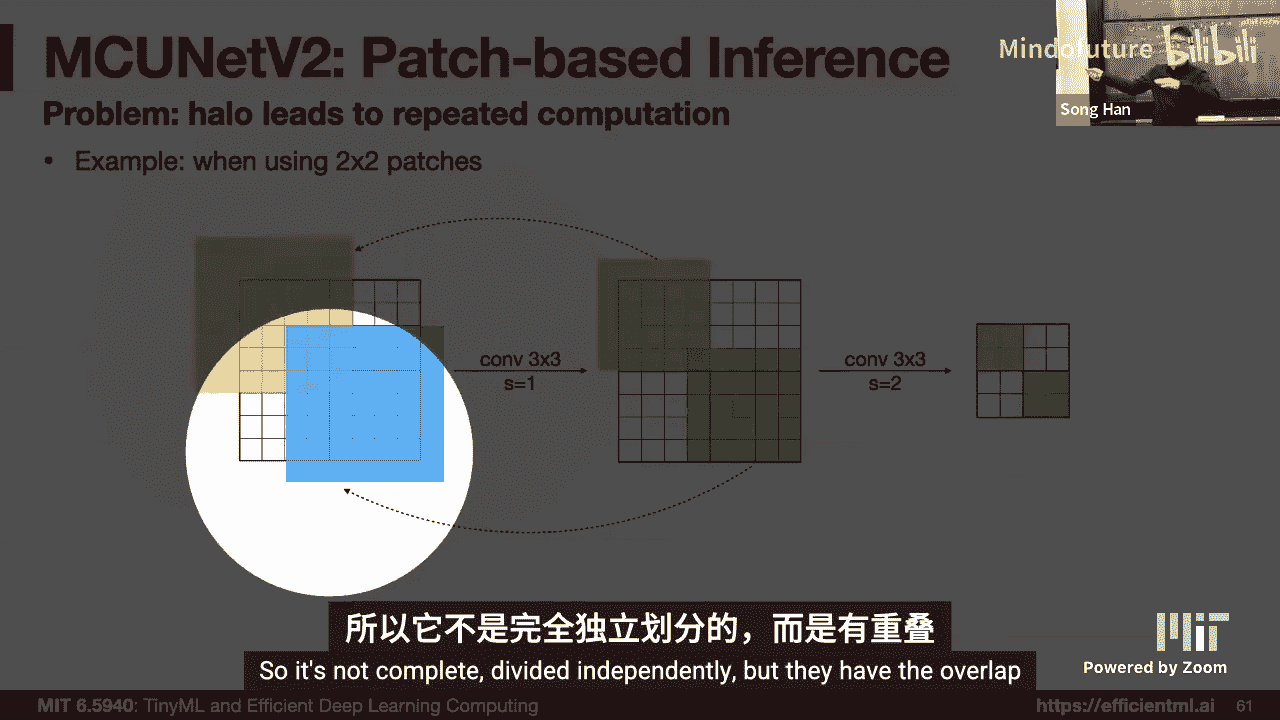 MCUNetV2: Patch-based Inference
Mindofuture bilibili
Song Han
Problem: halo leads to repeated computation
• Example: when using 2x2 patches
conv 3x3
s=1
conv 3x3
s=2
所以它不是完全独立划分的，而是有重叠
So it's not complete, divided independently, but they have the overlap
MIT
Powered by Zoom
MIT 6.5940: TinyML and Efficient Deep Learning Computing
https://efficientml.ai
61